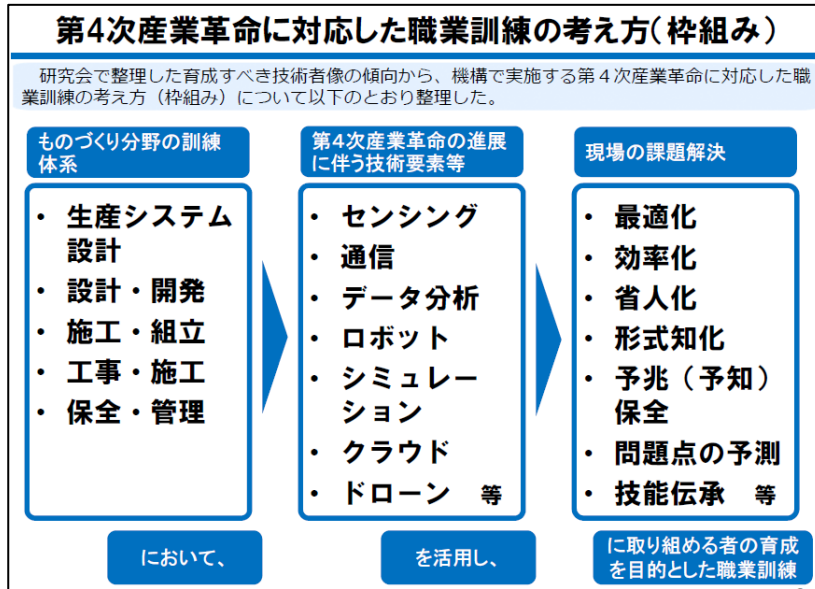 第4次産業革命に対応した職業訓練の考え方(枠組み)
研究会で整理した育成すべき技術者像の傾向から、機構で実施する第４次産業革命に対応した職
業訓練の考え方（枠組み）について以下のとおり整理した。
ものづくり分野の訓練
体系
・ 生産システム
設計
・ 設計・開発
・ 施工・組立
・ 工事・施工
・ 保全・管理
において、
第４次産業革命の進展
に伴う技術要素等
・ センシング
・ 通信
・ データ分析
・ ロボット
・ シミュレー
ション
・ クラウド
・ ドローン 等
を活用し、
現場の課題解決
・ 最適化
・ 効率化
・ 省人化
・ 形式知化
・ 予兆（予知）
保全
・ 問題点の予測
・ 技能伝承 等
に取り組める者の育成
を目的とした職業訓練